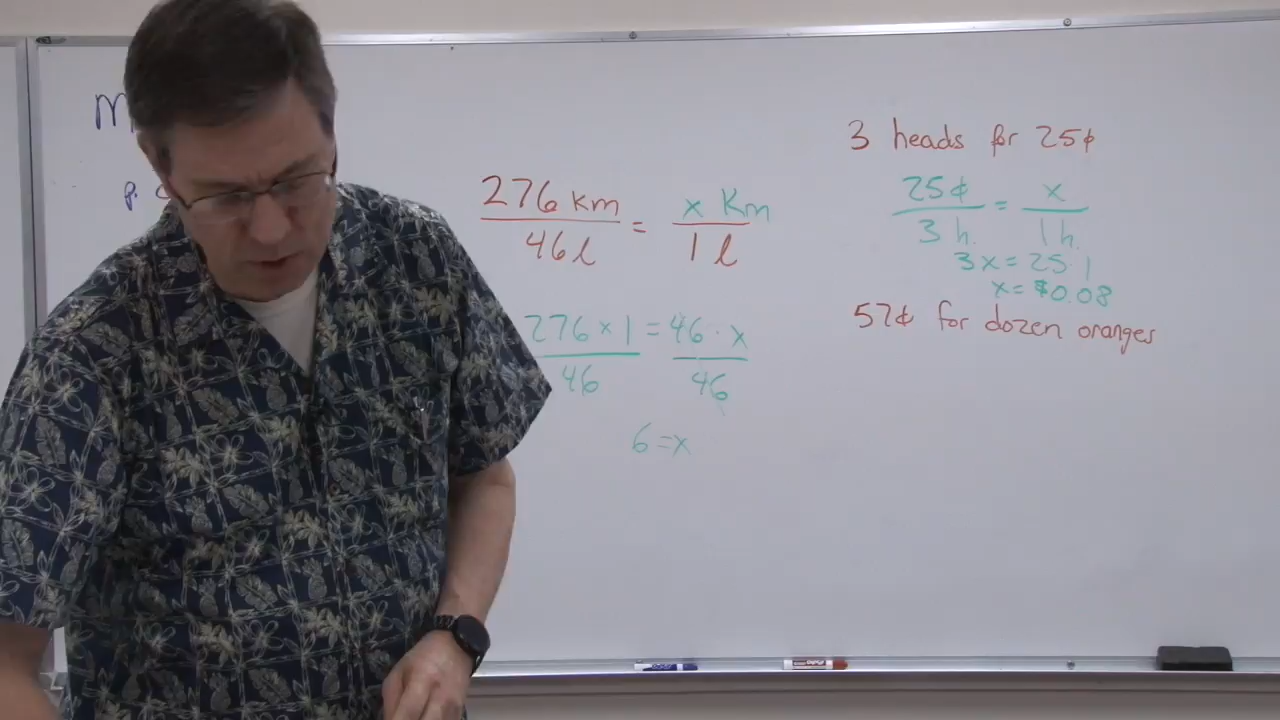 276 km = x Km
46 l 1 l
276 × 1 = 46 · x
46 46
6 = x
3 heads for 25¢
25¢ = x
3 h. 1 h.
3x = 25 · 1
x = $0.08
57¢ for dozen oranges